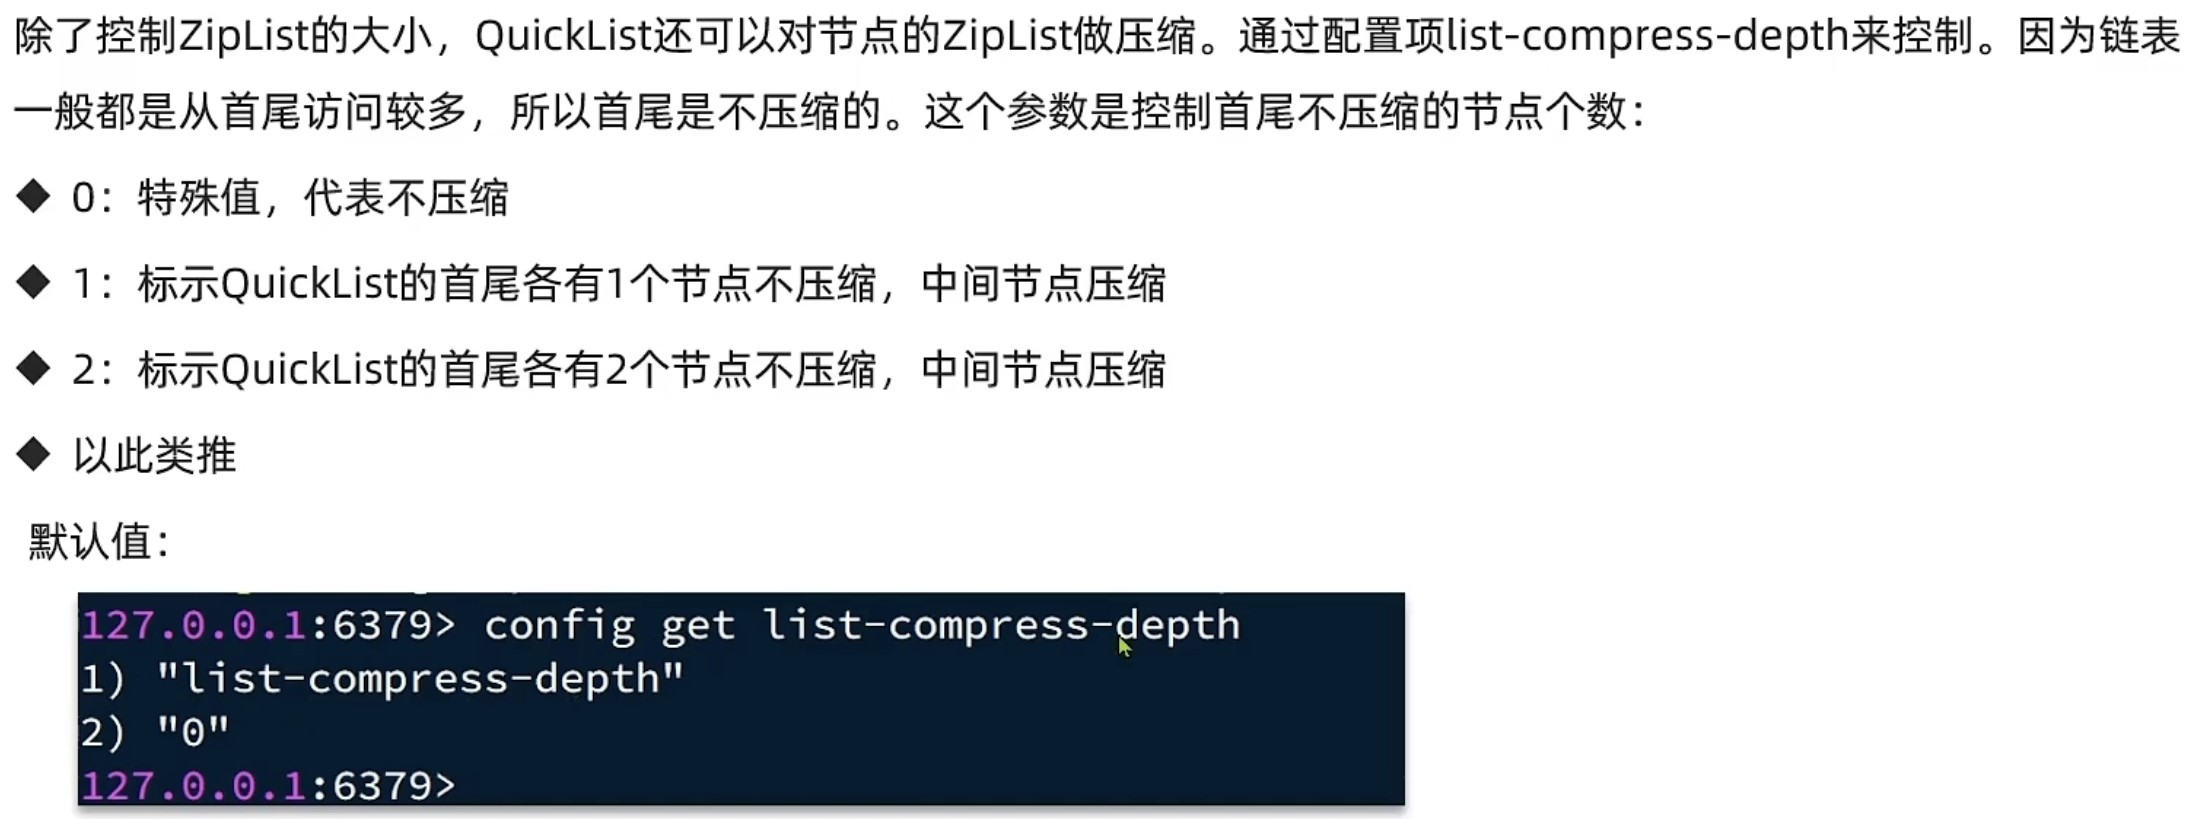 除了控制ZipList的大小，QuickList还可以对节点的ZipList做压缩。通过配置项list-compress-depth来控制。因为链表
一般都是从首尾访问较多，所以首尾是不压缩的。这个参数是控制首尾不压缩的节点个数：
◆ 0：特殊值，代表不压缩
◆ 1：标示QuickList的首尾各有1个节点不压缩，中间节点压缩
◆ 2：标示QuickList的首尾各有2个节点不压缩，中间节点压缩
◆ 以此类推
默认值：
127.0.0.1:6379> config get list-compress-depth
1) "list-compress-depth"
2) "0"
127.0.0.1:6379>